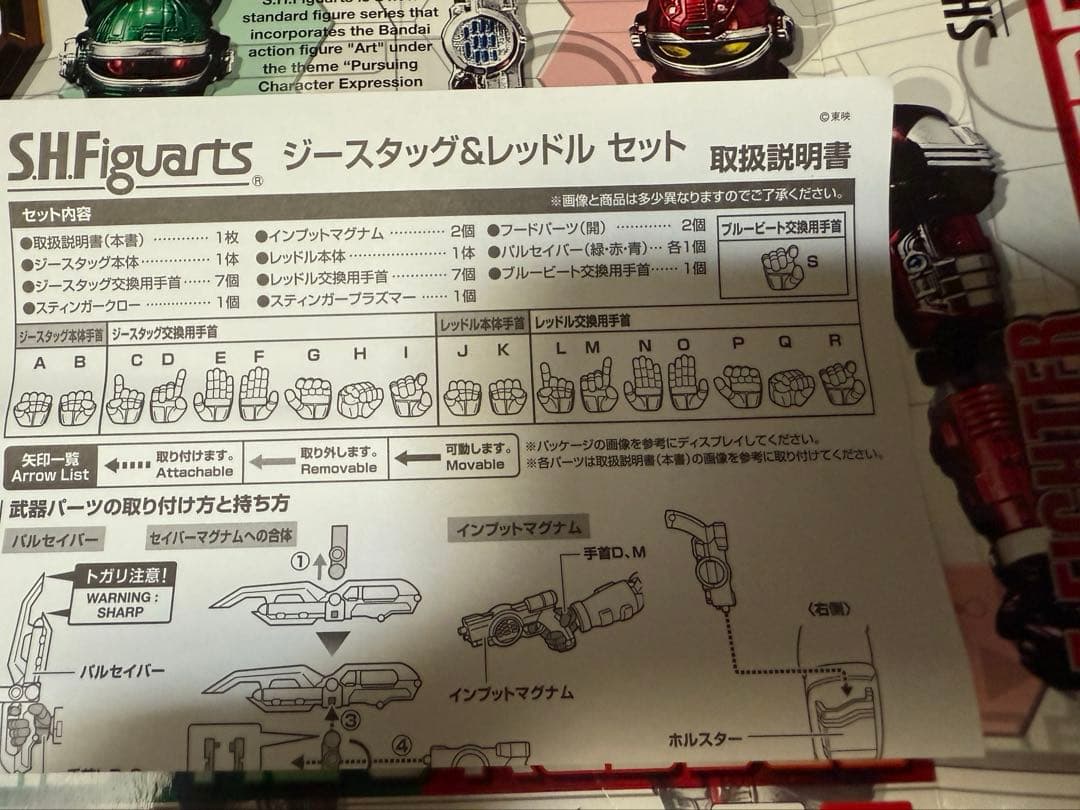 S.H.Figuarts is a
standard figure series that
incorporates the Bandai
action figure "Art" under
the theme "Pursuing
Character Expression
SHS
©東映
S.H.Figuarts® ジースタッグ&レッドル セット 取扱説明書
セット内容 ※画像と商品は多少異なりますのでご了承ください。
●取扱説明書(本書) ………… 1枚
●ジースタッグ本体 ………… 1体
●ジースタッグ交換用手首 …… 7個
●スティンガークロー ………… 1個
●インプットマグナム ………… 2個
●レッドル本体 ………… 1体
●レッドル交換用手首 ………… 7個
●スティンガープラズマー …… 1個
●フードパーツ(開) ………… 2個
●パルセイバー(緑・赤・青)… 各1個
●ブルービート交換用手首 …… 1個
ブルービート交換用手首
S
ジースタッグ本体手首 ジースタッグ交換用手首 レッドル本体手首 レッドル交換用手首
A B C D E F G H I J K L M N O P Q R
矢印一覧
Arrow List
取り付けます。
Attachable
取り外します。
Removable
可動します。
Movable
※パッケージの画像を参考にディスプレイしてください。
※各パーツは取扱説明書(本書)の画像を参考に取り付けてください。
武器パーツの取り付け方と持ち方
パルセイバー
セイバーマグナムへの合体
インプットマグナム
トガリ注意!
WARNING :
SHARP
①
手首D、M
〈右側〉
パルセイバー
インプットマグナム
③
④
ホルスター
FIGHTER